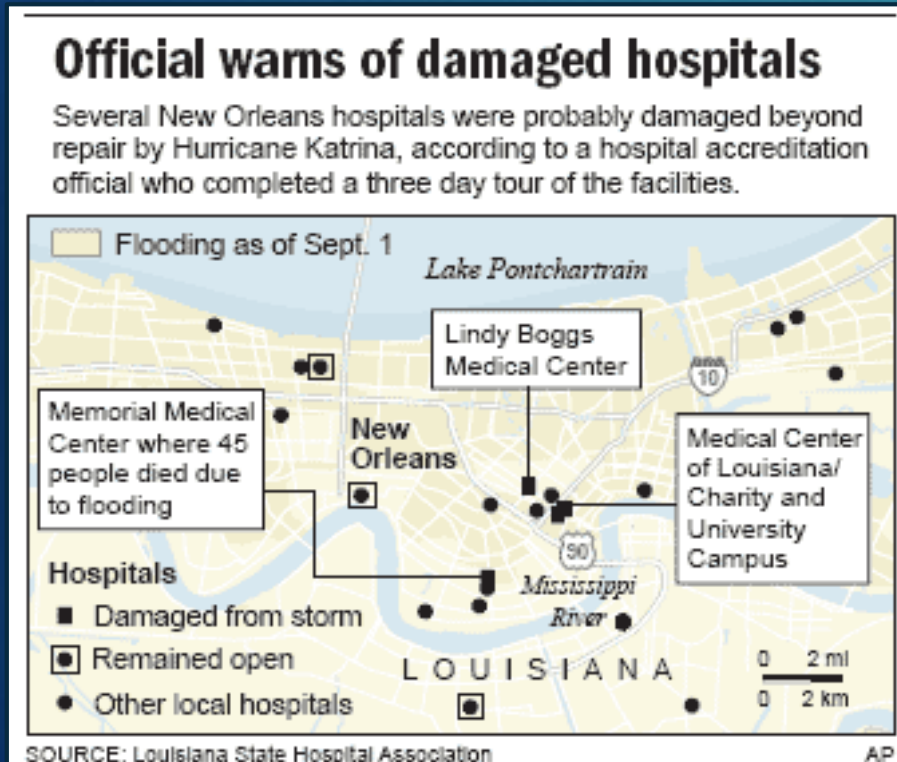 Official warns of damaged hospitals
Several New Orleans hospitals were probably damaged beyond
repair by Hurricane Katrina, according to a hospital accreditation
official who completed a three day tour of the facilities.
Flooding as of Sept. 1
Lake Pontchartrain
Lindy Boggs
Medical Center
10
Memorial Medical
Center where 45
people died due
to flooding
New
Orleans
Medical Center
of Louisiana/
Charity and
University
Campus
90
Mississippi
River
Hospitals
Damaged from storm
Remained open
Other local hospitals
LOUISIANA
0 2 mi
0 2 km
SOURCE: Louisiana State Hospital Association
AP